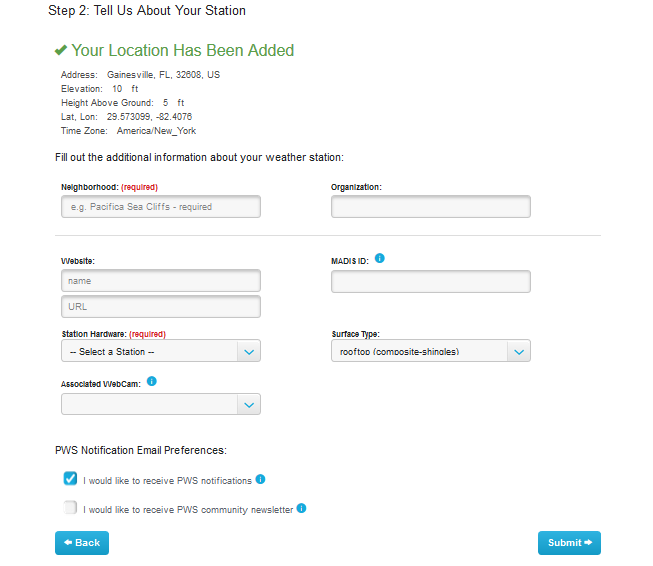 Step 2: Tell Us About Your Station
Your Location Has Been Added
Address: Gainesville, FL, 32608, US
Elevation: 10 ft
Height Above Ground: 5 ft
Lat, Lon: 29.573099, -82.4076
Time Zone: America/New_York
Fill out the additional information about your weather station:
Neighborhood: (required) Organization:
e.g. Pacifica Sea Cliffs - required
Website: MADIS ID:
name
URL
Station Hardware: (required) Surface Type:
-- Select a Station -- rooftop (composite-shingles)
Associated WebCam:
PWS Notification Email Preferences:
I would like to receive PWS notifications
I would like to receive PWS community newsletter
Back Submit